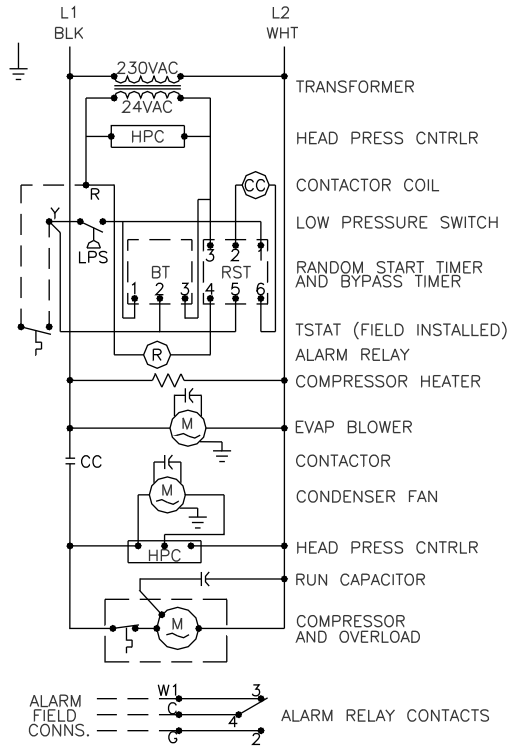 L1 L2
BLK WHT
230VAC
TRANSFORMER
24VAC
HPC HEAD PRESS CNTRLR
CC CONTACTOR COIL
R
Y LOW PRESSURE SWITCH
LPS
3 2 1
BT RST RANDOM START TIMER
AND BYPASS TIMER
1 2 3 4 5 6
TSTAT (FIELD INSTALLED)
R ALARM RELAY
COMPRESSOR HEATER
M EVAP BLOWER
CC CONTACTOR
M CONDENSER FAN
HPC HEAD PRESS CNTRLR
RUN CAPACITOR
M COMPRESSOR
AND OVERLOAD
W1 3
ALARM C
FIELD 4 ALARM RELAY CONTACTS
CONNS. G 2